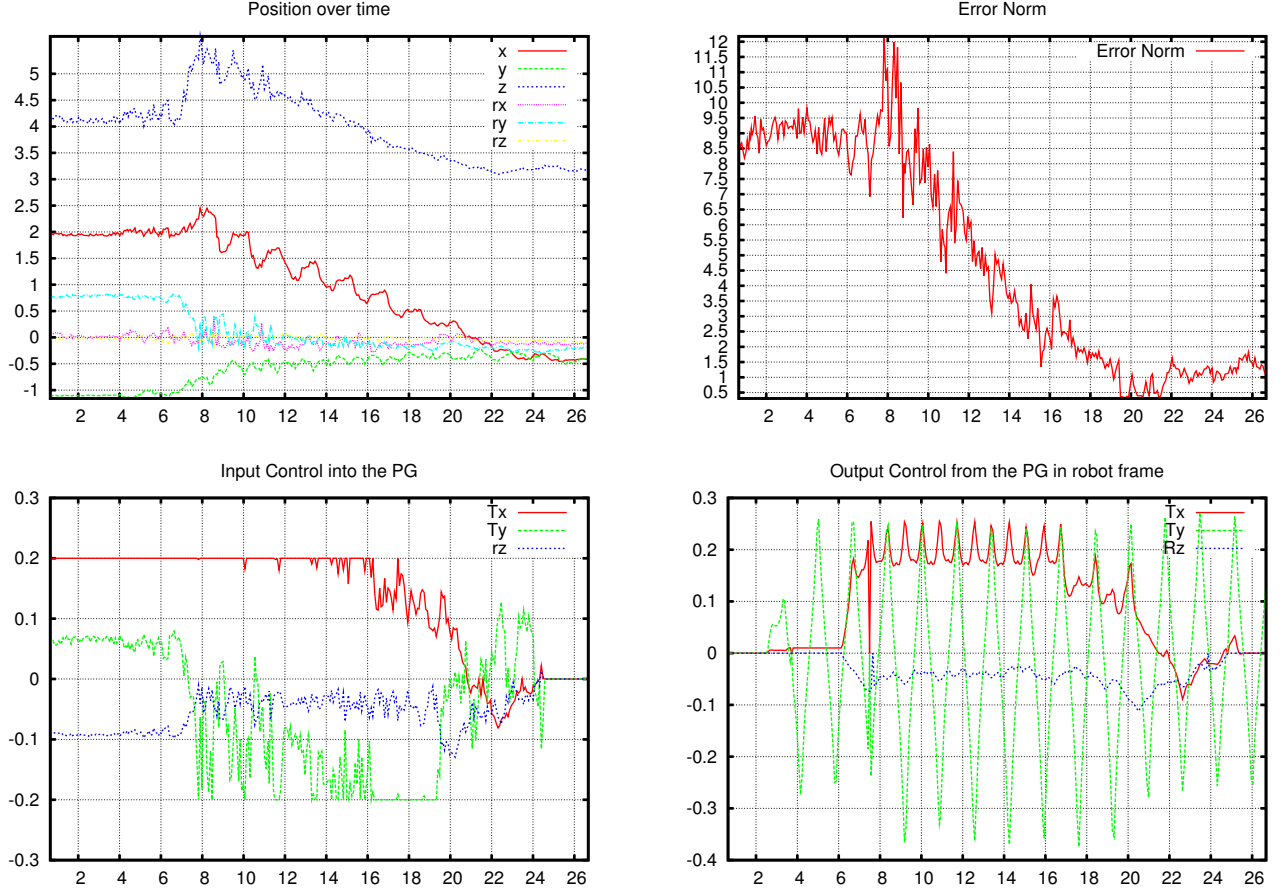 Position over time
5
4.5
4
3.5
3
2.5
2
1.5
1
0.5
0
-0.5
-1
x
y
z
rx
ry
rz
2 4 6 8 10 12 14 16 18 20 22 24 26
Error Norm
12
11.5
11
10.5
10
9.5
9
8.5
8
7.5
7
6.5
6
5.5
5
4.5
4
3.5
3
2.5
2
1.5
1
0.5
Error Norm
2 4 6 8 10 12 14 16 18 20 22 24 26
Input Control into the PG
0.3
0.2
0.1
0
-0.1
-0.2
-0.3
Tx
Ty
rz
2 4 6 8 10 12 14 16 18 20 22 24 26
Output Control from the PG in robot frame
0.3
0.2
0.1
0
-0.1
-0.2
-0.3
-0.4
Tx
Ty
Rz
2 4 6 8 10 12 14 16 18 20 22 24 26